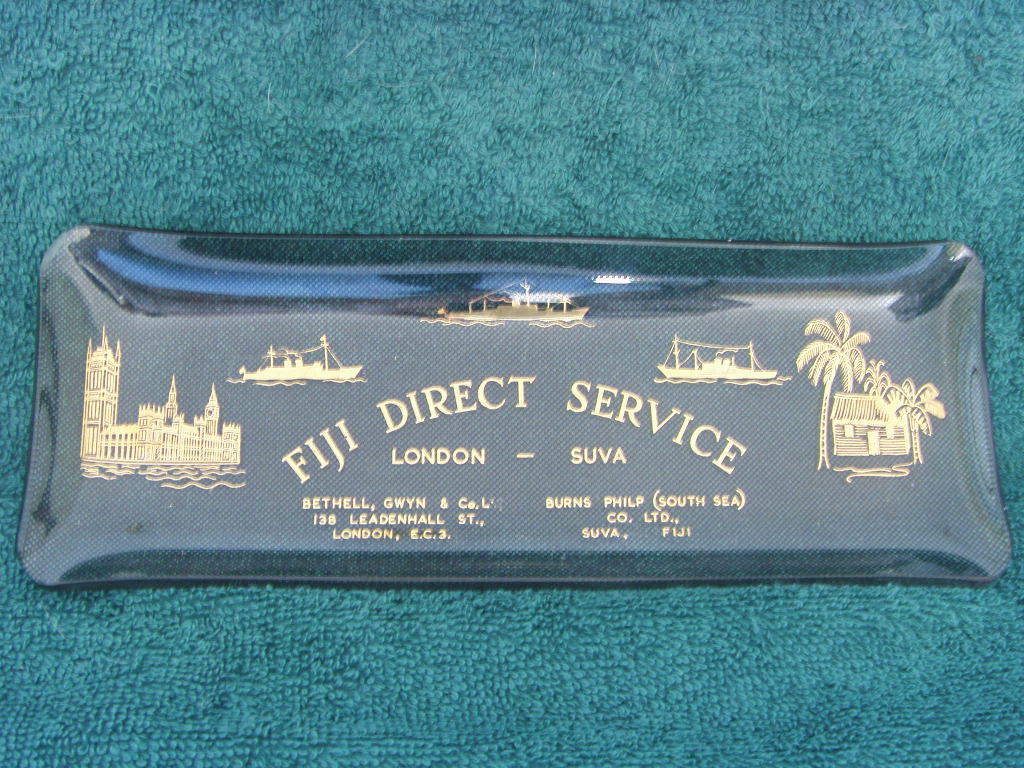 FIJI DIRECT SERVICE
LONDON — SUVA
BETHELL, GWYN & Co.
138 LEADENHALL ST.,
LONDON, E.C.3.
BURNS PHILP (SOUTH SEA)
CO. LTD.,
SUVA, FIJI